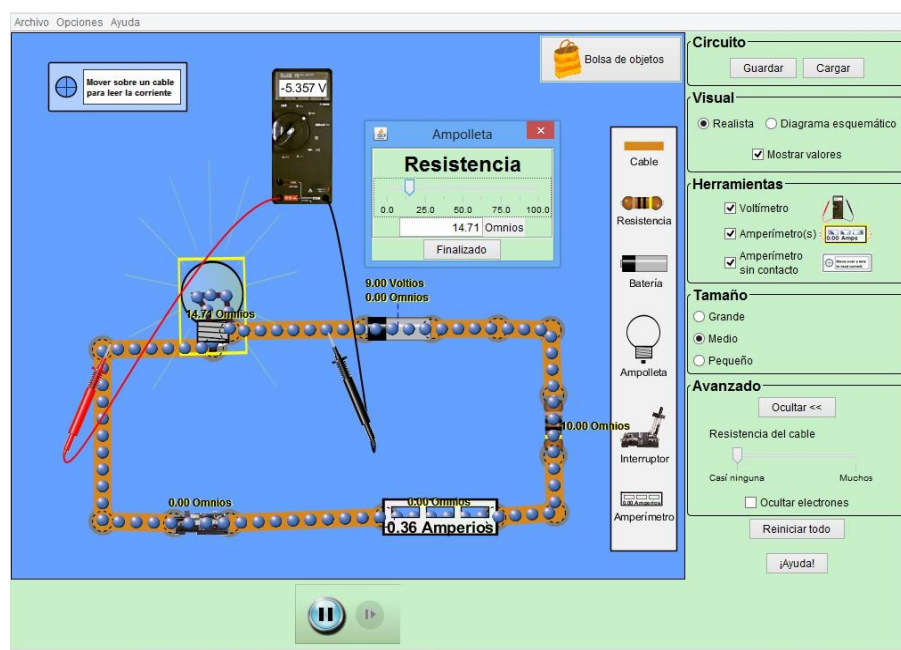 Archivo Opciones Ayuda
Mover sobre un cable
para leer la corriente
-5.357 V
Bolsa de objetos
Ampolleta
Resistencia
0.0 25.0 50.0 75.0 100.0
14.71 Omnios
Finalizado
9.00 Voltios
0.00 Omnios
14.71 Omnios
10.00 Omnios
0.00 Omnios
0.00 Omnios
0.36 Amperios
Cable
Resistencia
Batería
Ampolleta
Interruptor
Amperímetro
Circuito
Guardar Cargar
Visual
Realista Diagrama esquemático
Mostrar valores
Herramientas
Voltímetro
Amperímetro(s)
0.00 Amps
Amperímetro
sin contacto
Tamaño
Grande
Medio
Pequeño
Avanzado
Ocultar <<
Resistencia del cable
Casí ninguna Muchos
Ocultar electrones
Reiniciar todo
¡Ayuda!